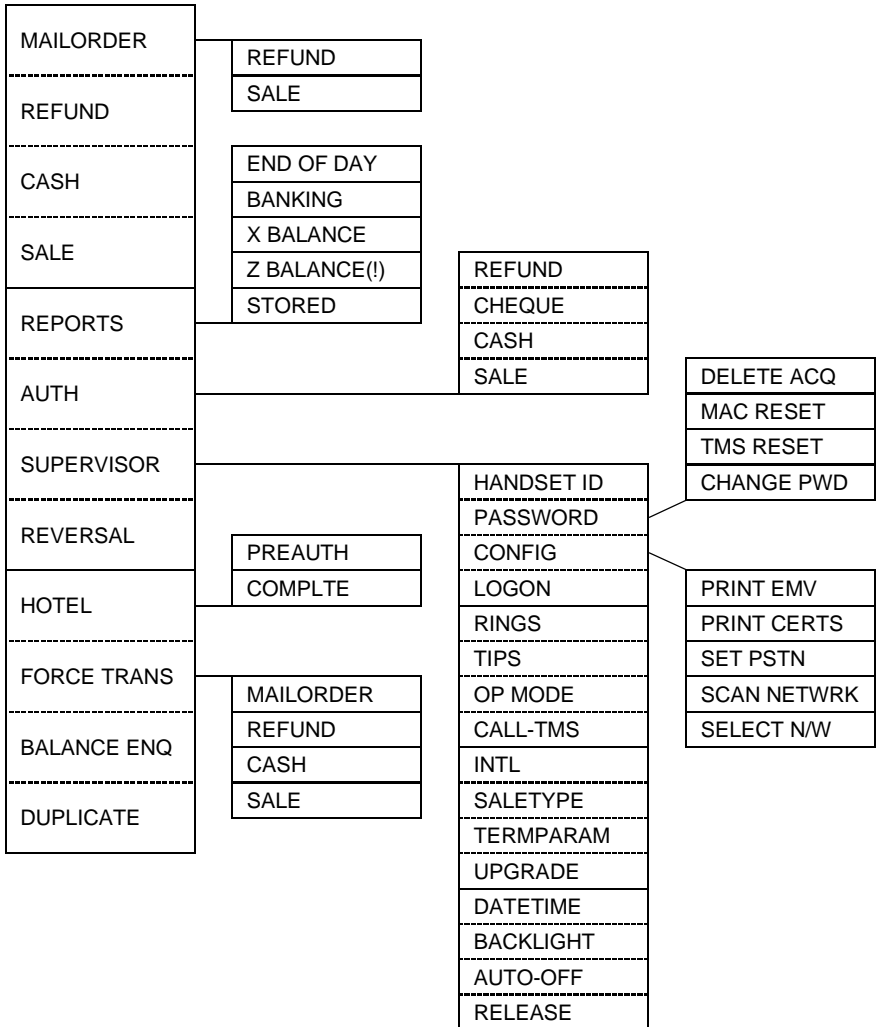 MAILORDER
REFUND
CASH
SALE
REPORTS
AUTH
SUPERVISOR
REVERSAL
HOTEL
FORCE TRANS
BALANCE ENQ
DUPLICATE
REFUND
SALE
END OF DAY
BANKING
X BALANCE
Z BALANCE(!)
STORED
PREAUTH
COMPLTE
MAILORDER
REFUND
CASH
SALE
REFUND
CHEQUE
CASH
SALE
HANDSET ID
PASSWORD
CONFIG
LOGON
RINGS
TIPS
OP MODE
CALL-TMS
INTL
SALETYPE
TERMPARAM
UPGRADE
DATETIME
BACKLIGHT
AUTO-OFF
RELEASE
DELETE ACQ
MAC RESET
TMS RESET
CHANGE PWD
PRINT EMV
PRINT CERTS
SET PSTN
SCAN NETWRK
SELECT N/W